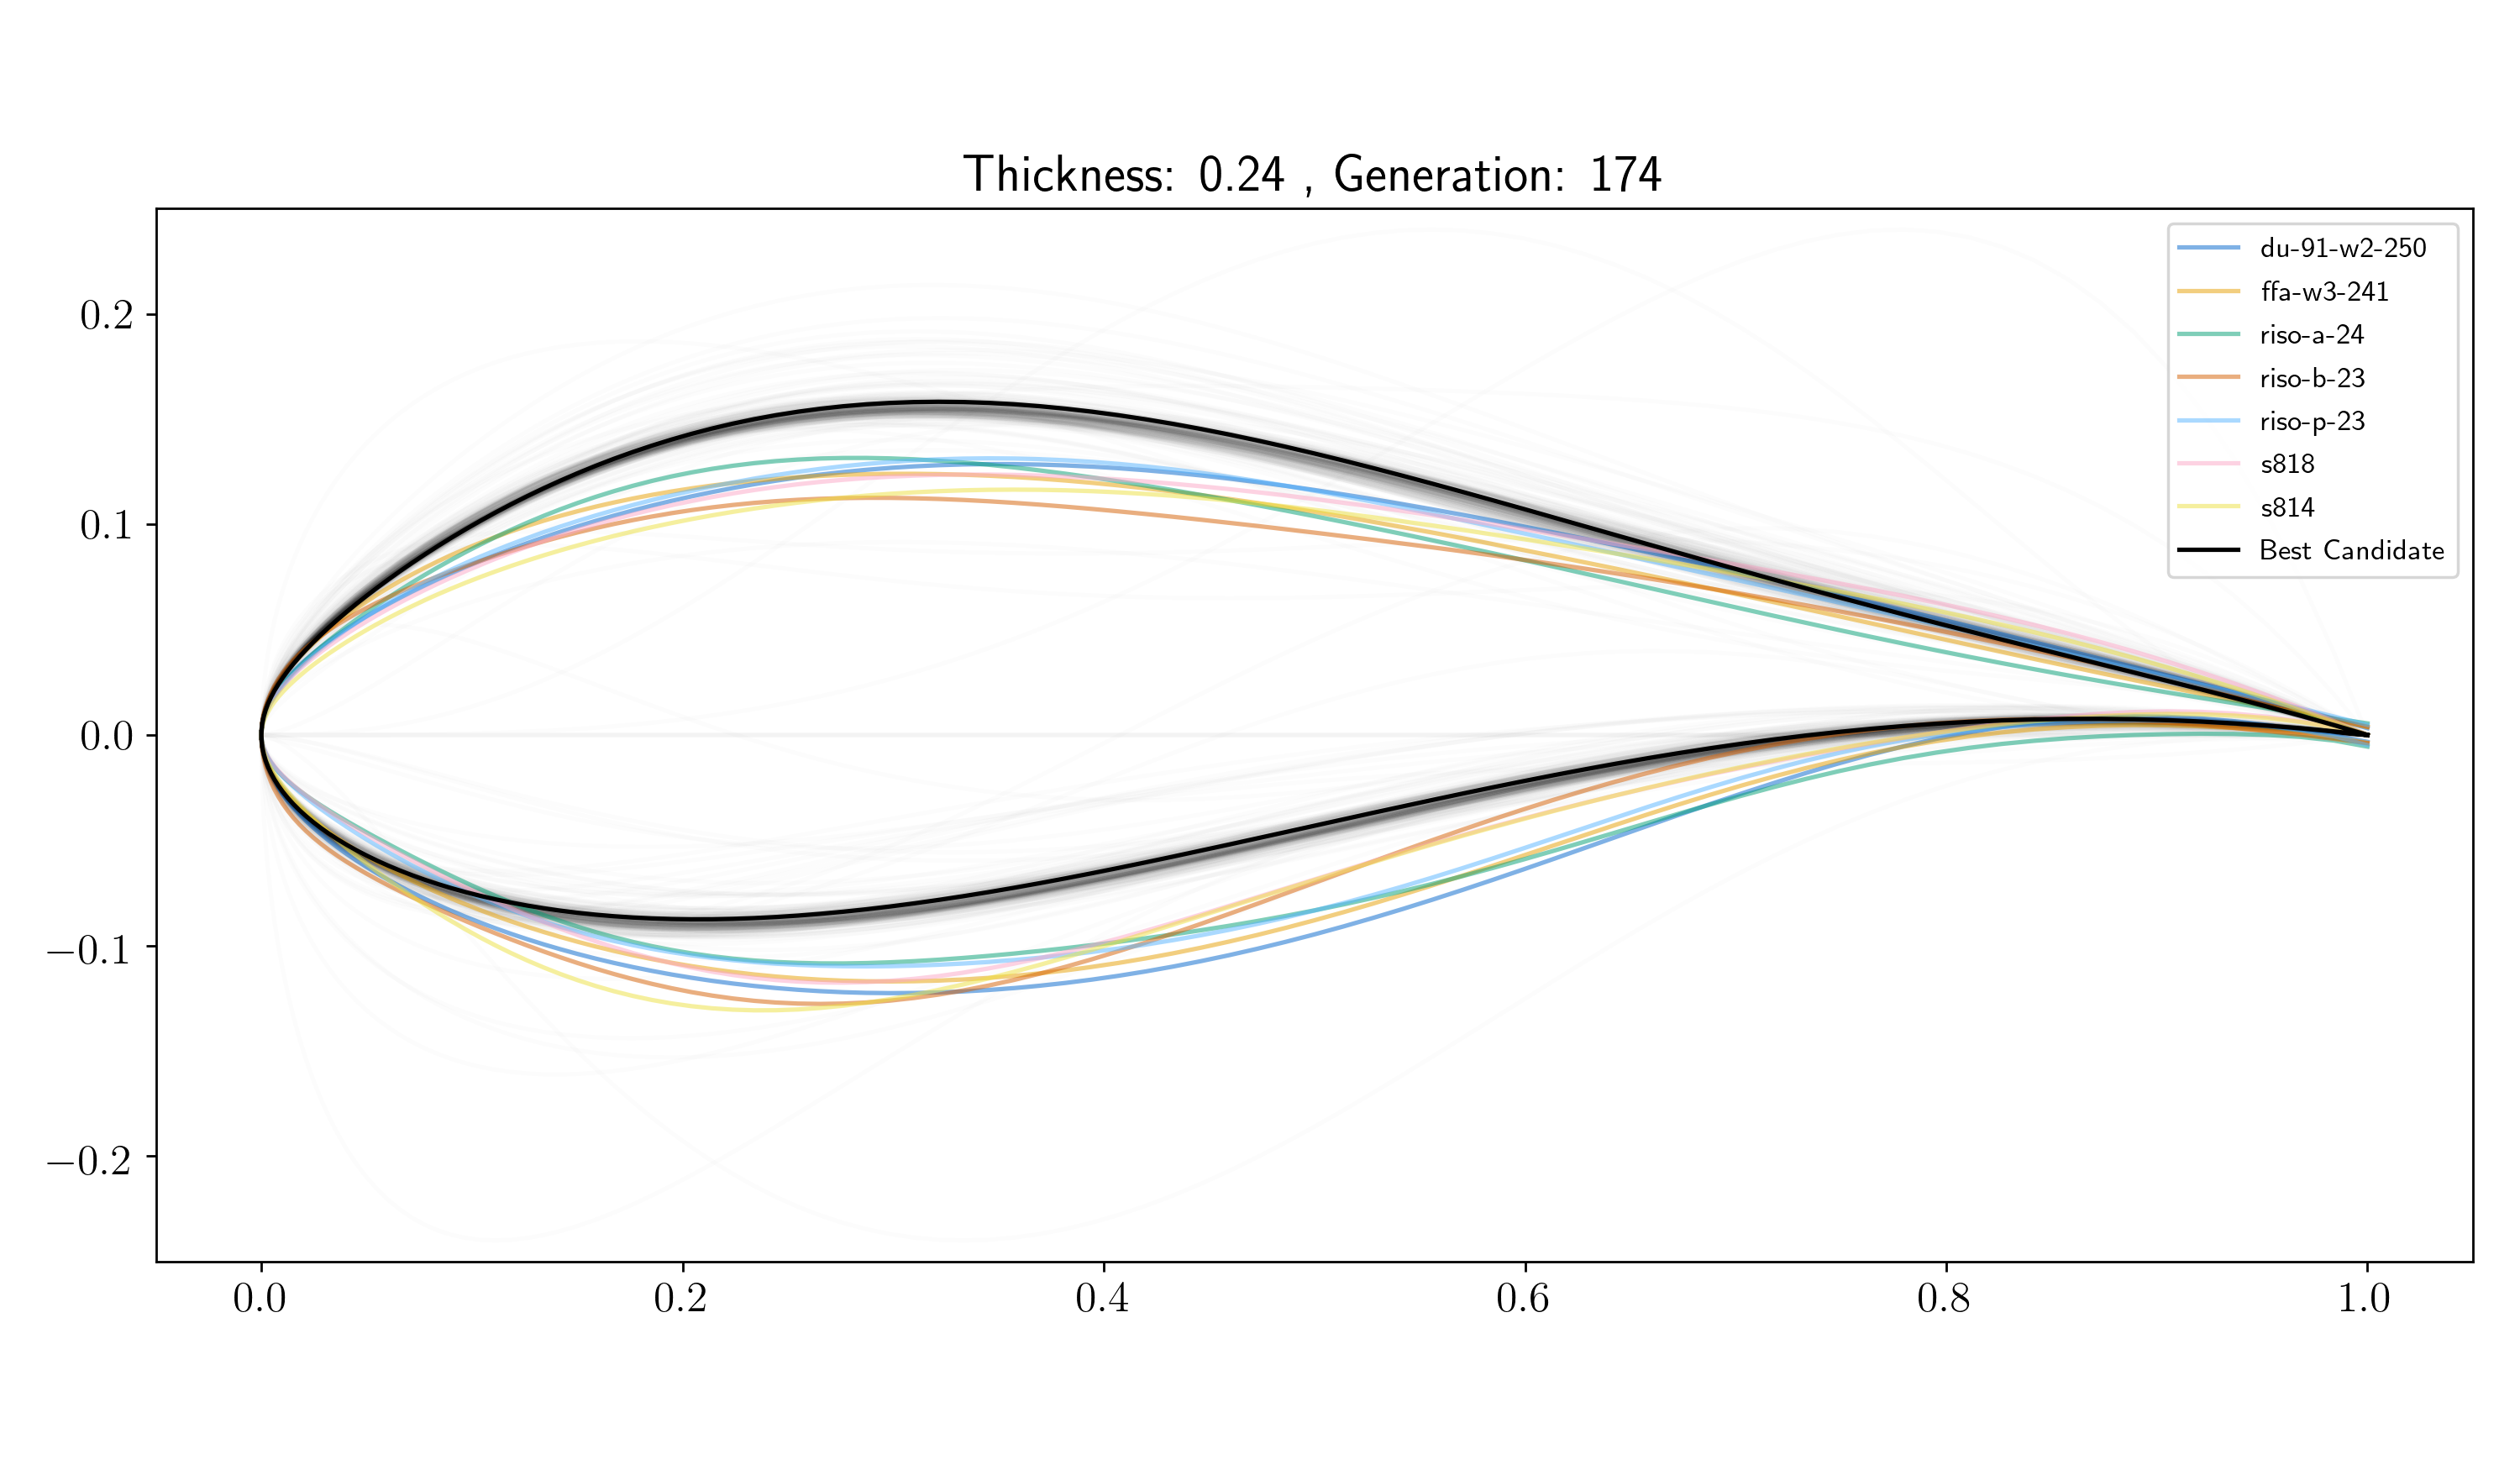 Thickness: 0.24 , Generation: 174
du-91-w2-250
ffa-w3-241
riso-a-24
riso-b-23
riso-p-23
s818
s814
Best Candidate
0.2
0.1
0.0
−0.1
−0.2
0.0 0.2 0.4 0.6 0.8 1.0